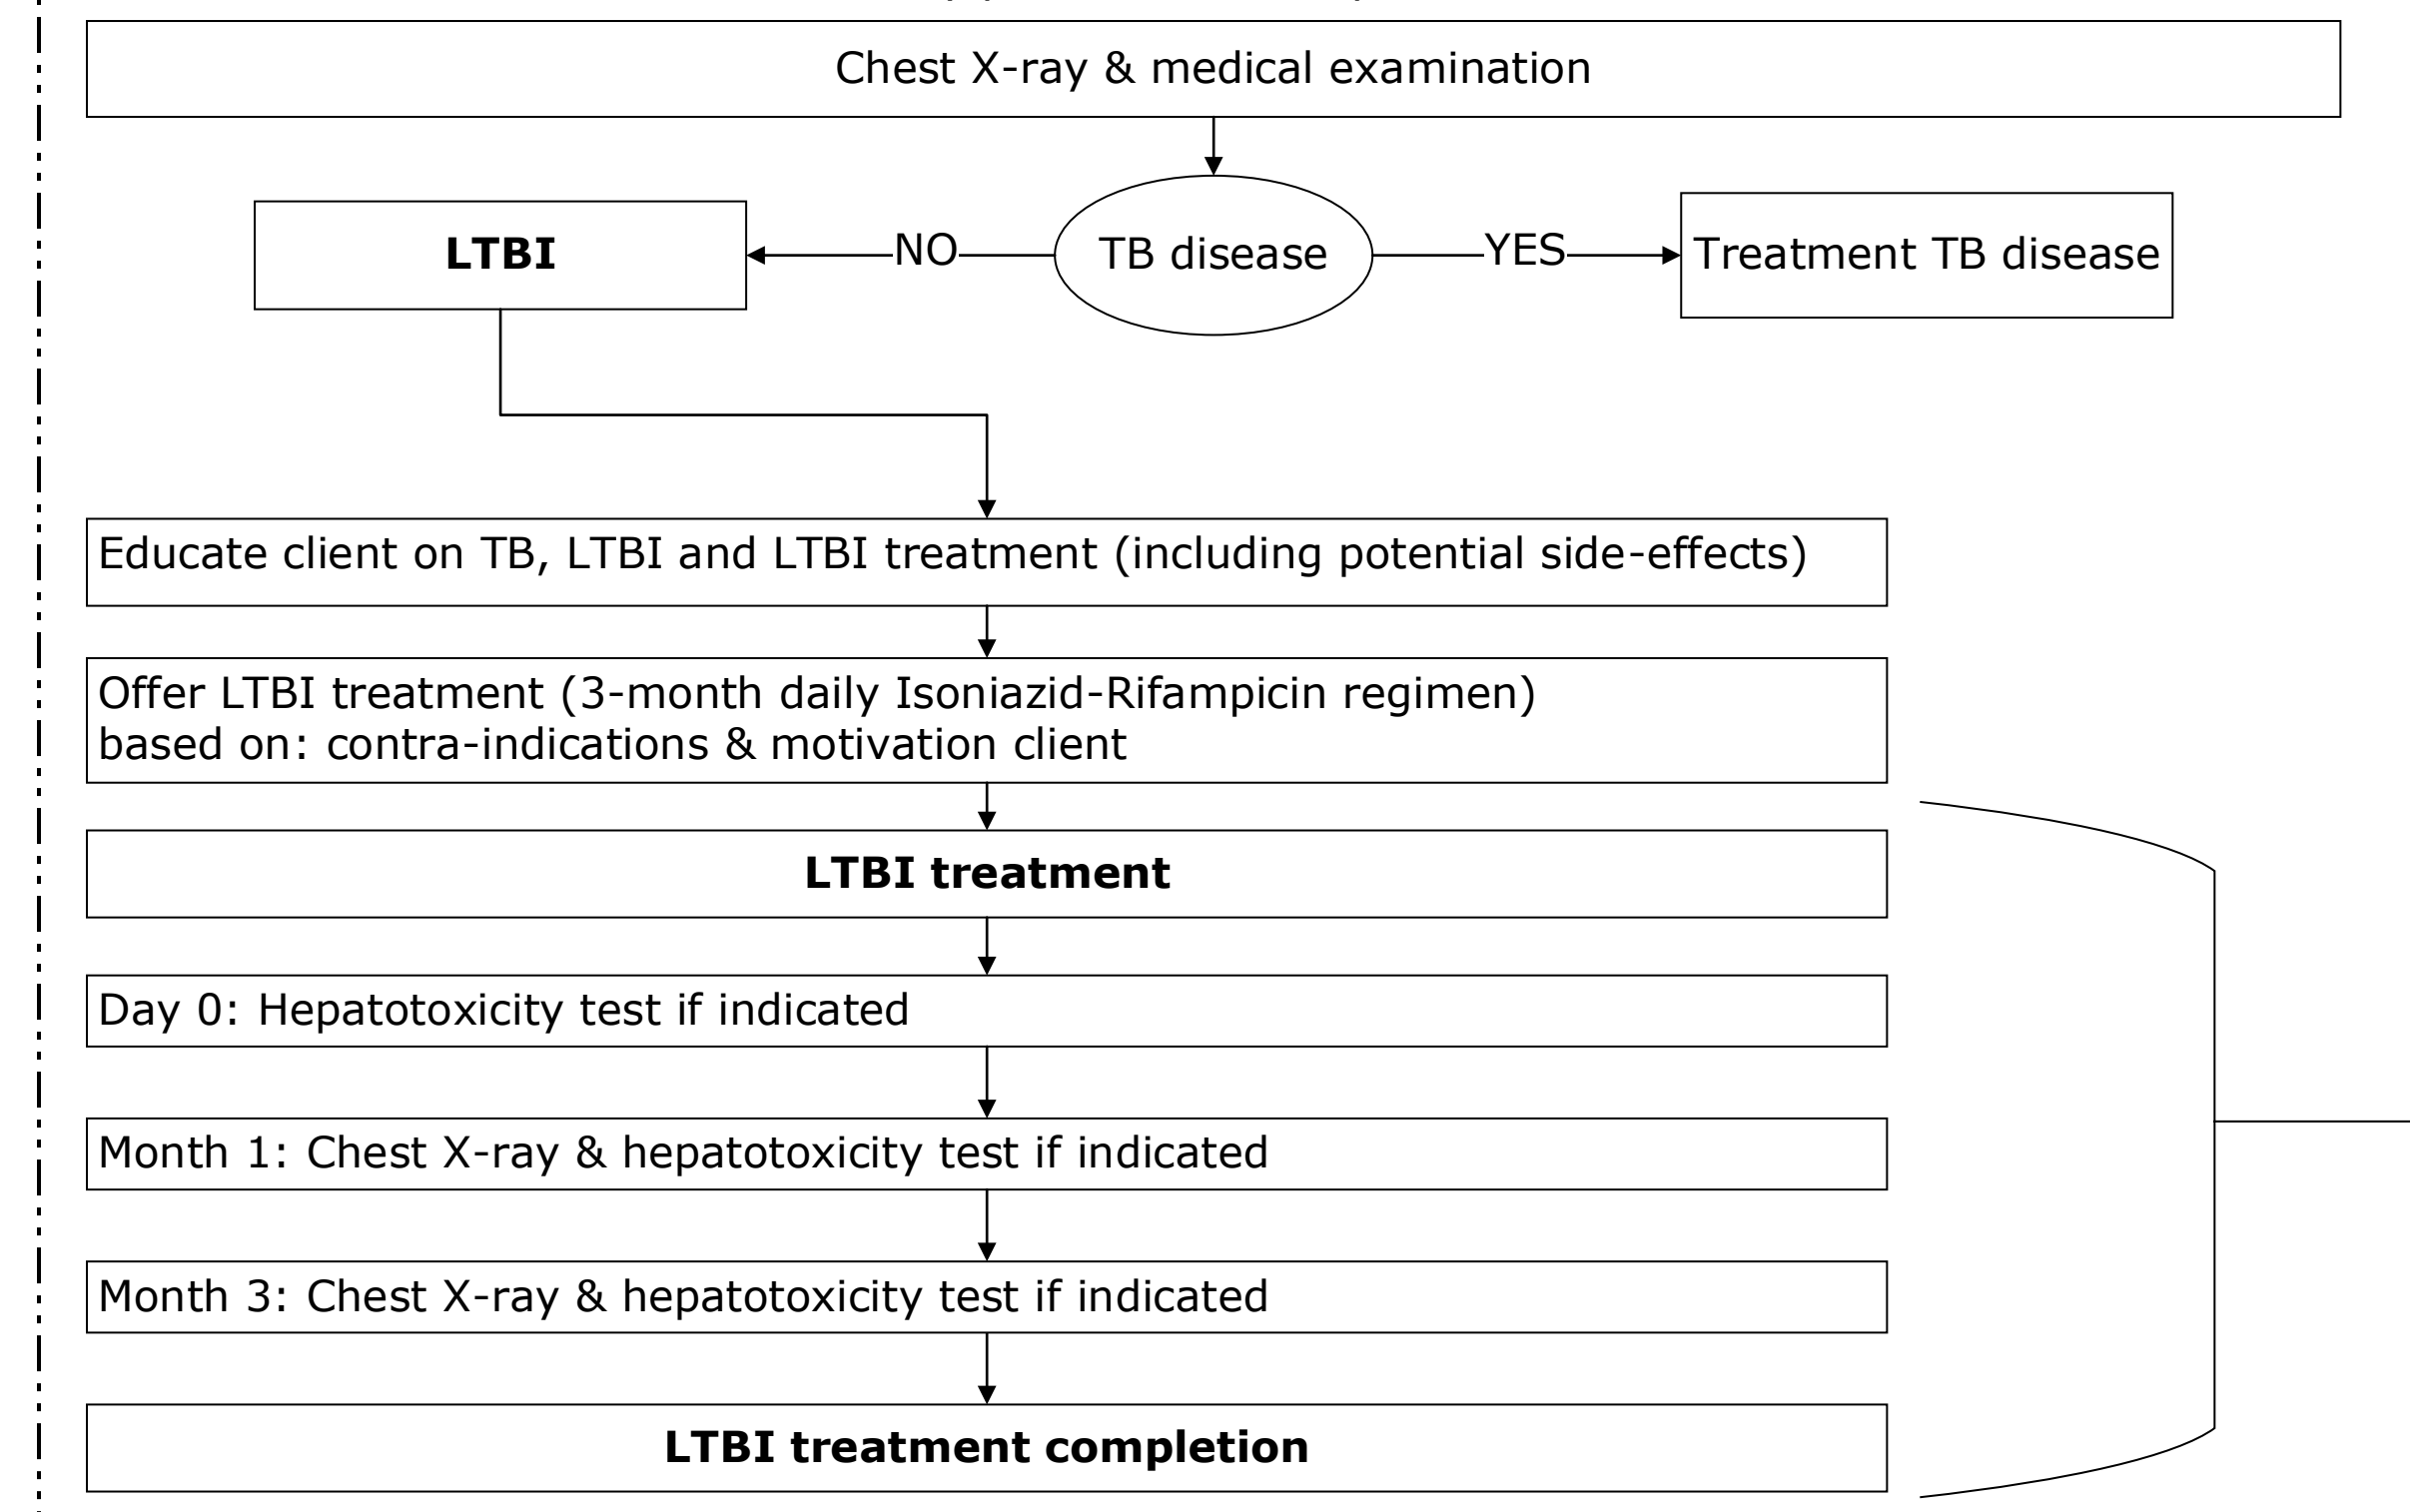 Chest X-ray & medical examination
LTBI
NO
TB disease
YES
Treatment TB disease
Educate client on TB, LTBI and LTBI treatment (including potential side-effects)
Offer LTBI treatment (3-month daily Isoniazid-Rifampicin regimen)
based on: contra-indications & motivation client
LTBI treatment
Day 0: Hepatotoxicity test if indicated
Month 1: Chest X-ray & hepatotoxicity test if indicated
Month 3: Chest X-ray & hepatotoxicity test if indicated
LTBI treatment completion